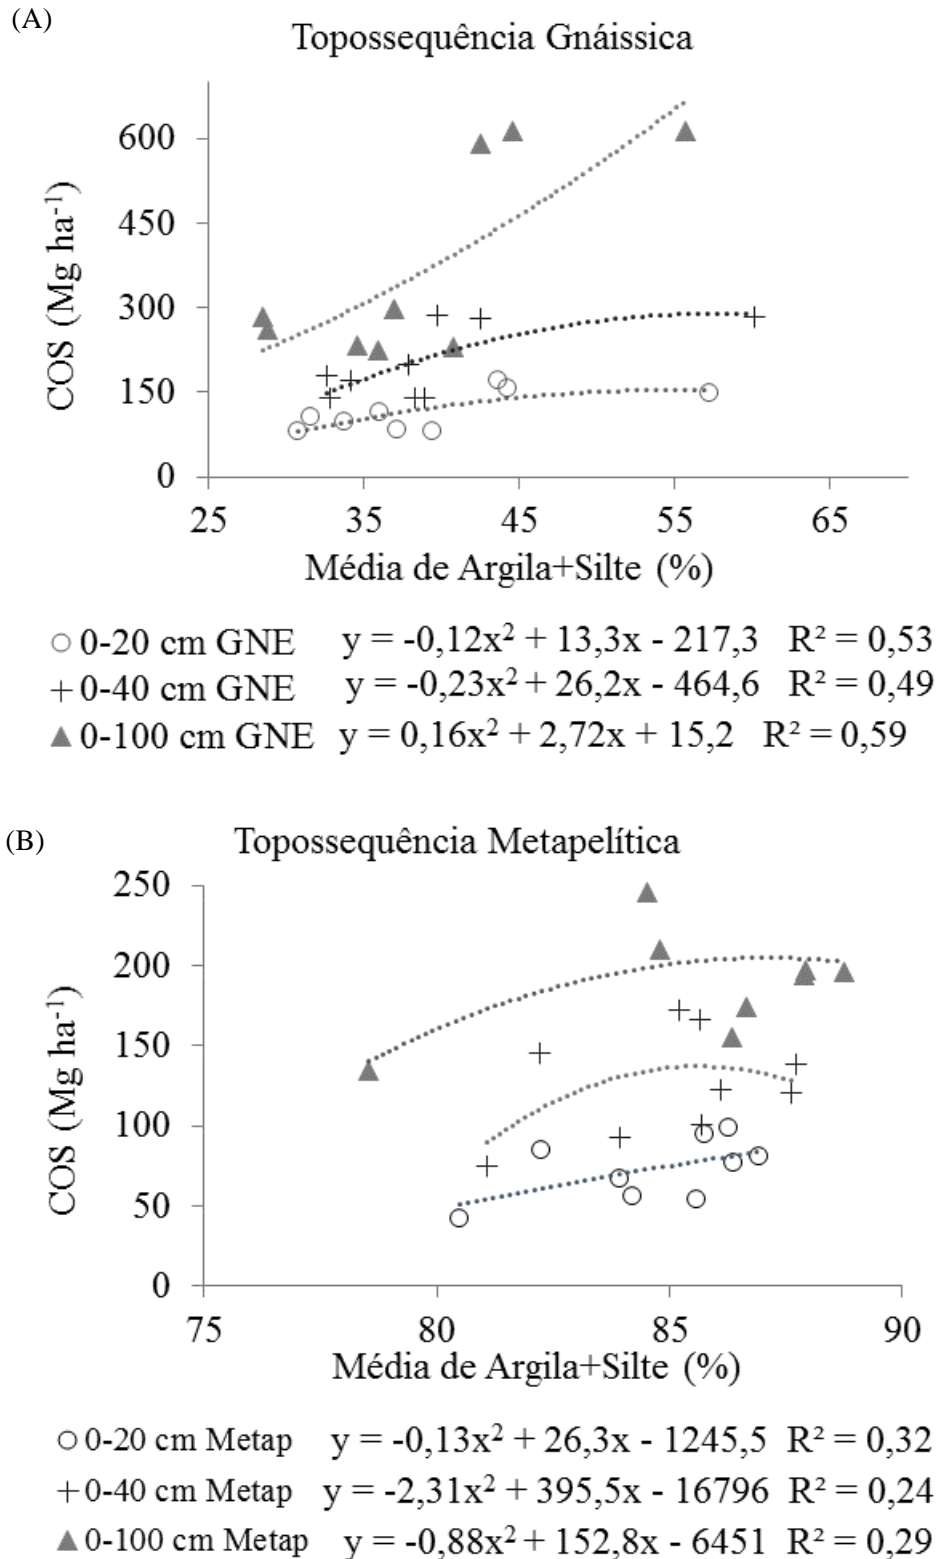 (A)
Topossequência Gnáissica
COS (Mg ha⁻¹)
600
450
300
150
0
25 35 45 55 65
Média de Argila+Silte (%)
0-20 cm GNE y = -0,12x² + 13,3x - 217,3 R² = 0,53
0-40 cm GNE y = -0,23x² + 26,2x - 464,6 R² = 0,49
0-100 cm GNE y = 0,16x² + 2,72x + 15,2 R² = 0,59
(B)
Topossequência Metapelítica
COS (Mg ha⁻¹)
250
200
150
100
50
0
75 80 85 90
Média de Argila+Silte (%)
0-20 cm Metap y = -0,13x² + 26,3x - 1245,5 R² = 0,32
0-40 cm Metap y = -2,31x² + 395,5x - 16796 R² = 0,24
0-100 cm Metap y = -0,88x² + 152,8x - 6451 R² = 0,29